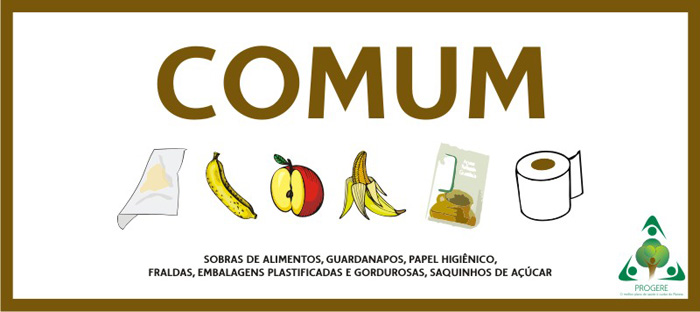 COMUM
SOBRAS DE ALIMENTOS, GUARDANAPOS, PAPEL HIGIÊNICO,
FRALDAS, EMBALAGENS PLASTIFICADAS E GORDUROSAS, SAQUINHOS DE AÇÚCAR
PROGERE